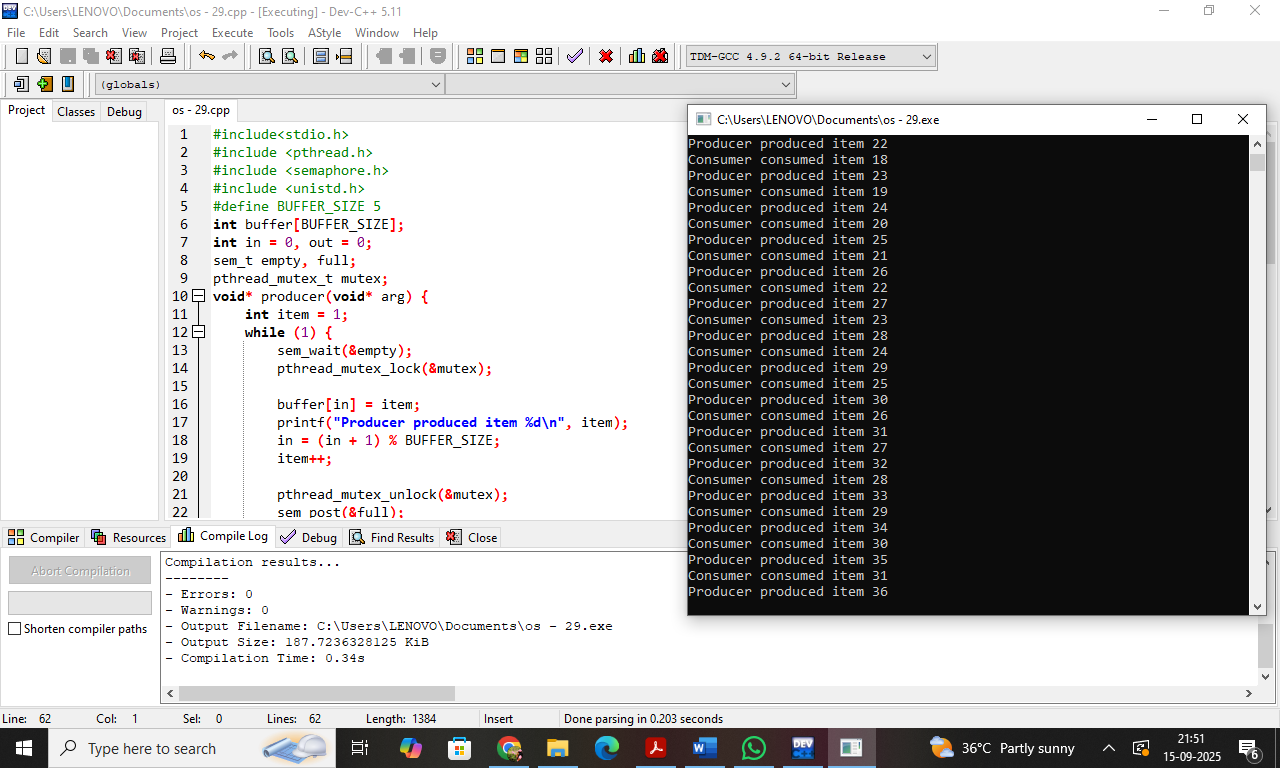 C:\Users\LENOVO\Documents\os - 29.cpp - [Executing] - Dev-C++ 5.11
File Edit Search View Project Execute Tools AStyle Window Help
TDM-GCC 4.9.2 64-bit Release
(globals)
Project Classes Debug
os - 29.cpp
1 #include<stdio.h>
2 #include <pthread.h>
3 #include <semaphore.h>
4 #include <unistd.h>
5 #define BUFFER_SIZE 5
6 int buffer[BUFFER_SIZE];
7 int in = 0, out = 0;
8 sem_t empty, full;
9 pthread_mutex_t mutex;
10 void* producer(void* arg) {
11 int item = 1;
12 while (1) {
13 sem_wait(&empty);
14 pthread_mutex_lock(&mutex);
15
16 buffer[in] = item;
17 printf("Producer produced item %d\n", item);
18 in = (in + 1) % BUFFER_SIZE;
19 item++;
20
21 pthread_mutex_unlock(&mutex);
22 sem_post(&full);
C:\Users\LENOVO\Documents\os - 29.exe
Producer produced item 22
Consumer consumed item 18
Producer produced item 23
Consumer consumed item 19
Producer produced item 24
Consumer consumed item 20
Producer produced item 25
Consumer consumed item 21
Producer produced item 26
Consumer consumed item 22
Producer produced item 27
Consumer consumed item 23
Producer produced item 28
Consumer consumed item 24
Producer produced item 29
Consumer consumed item 25
Producer produced item 30
Consumer consumed item 26
Producer produced item 31
Consumer consumed item 27
Producer produced item 32
Consumer consumed item 28
Producer produced item 33
Consumer consumed item 29
Producer produced item 34
Consumer consumed item 30
Producer produced item 35
Consumer consumed item 31
Producer produced item 36
Compiler Resources Compile Log Debug Find Results Close
Abort Compilation
Shorten compiler paths
Compilation results...
--------
- Errors: 0
- Warnings: 0
- Output Filename: C:\Users\LENOVO\Documents\os - 29.exe
- Output Size: 187.7236328125 KiB
- Compilation Time: 0.34s
Line: 62 Col: 1 Sel: 0 Lines: 62 Length: 1384 Insert Done parsing in 0.203 seconds
Type here to search
DEV
36°C Partly sunny
21:51
15-09-2025
6